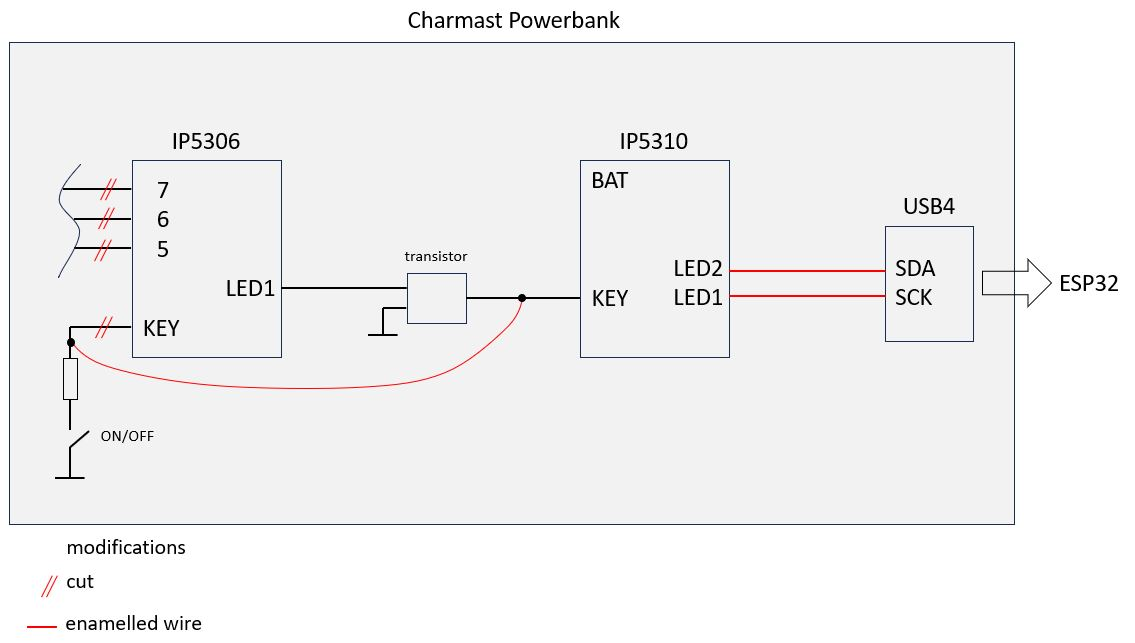 Charmast Powerbank
IP5306
IP5310
7
BAT
6
USB4
5
transistor
LED2
SDA
LED1
ESP32
KEY
LED1
SCK
KEY
ON/OFF
modifications
cut
enamelled wire